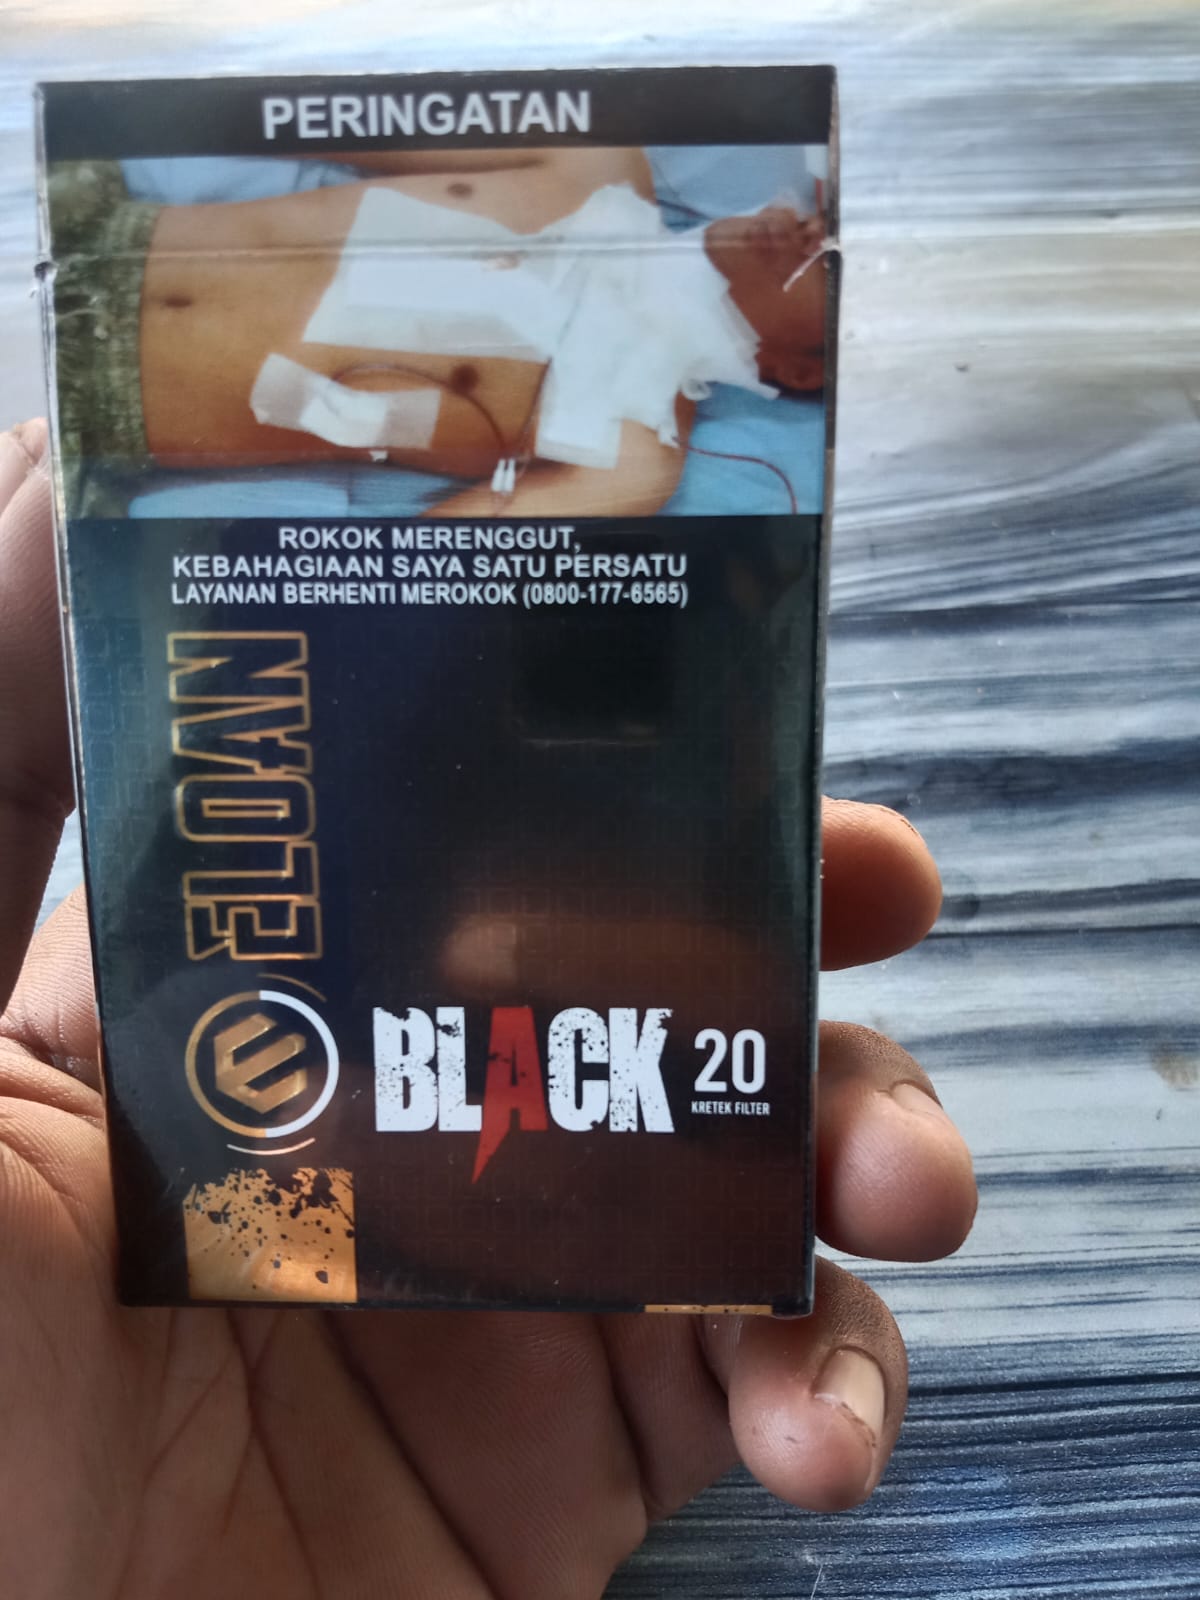 PERINGATAN
ROKOK MERENGGUT,
KEBAHAGIAAN SAYA SATU PERSATU
LAYANAN BERHENTI MEROKOK (0800-177-6565)
ELOAN
BLACK
20
KRETEK FILTER